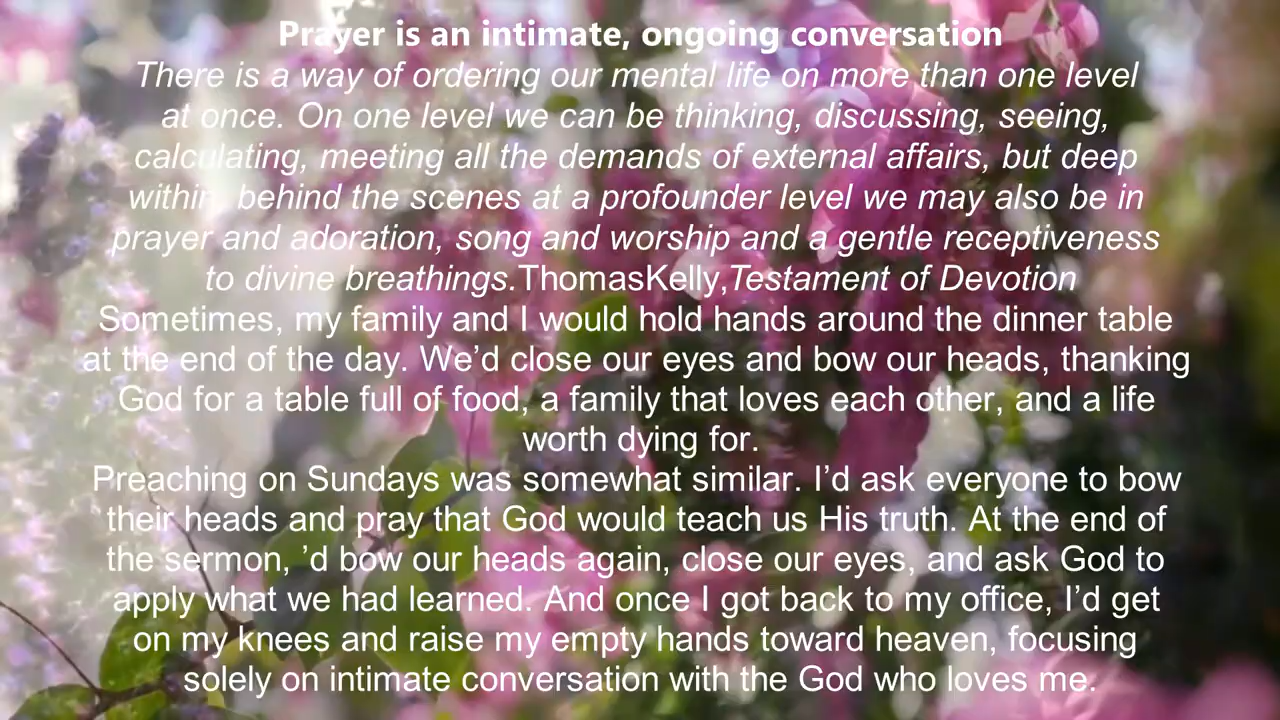 Prayer is an intimate, ongoing conversation
There is a way of ordering our mental life on more than one level
at once. On one level we can be thinking, discussing, seeing,
calculating, meeting all the demands of external affairs, but deep
within, behind the scenes at a profounder level we may also be in
prayer and adoration, song and worship and a gentle receptiveness
to divine breathings.ThomasKelly,Testament of Devotion
Sometimes, my family and I would hold hands around the dinner table
at the end of the day. We’d close our eyes and bow our heads, thanking
God for a table full of food, a family that loves each other, and a life
worth dying for.
Preaching on Sundays was somewhat similar. I’d ask everyone to bow
their heads and pray that God would teach us His truth. At the end of
the sermon, ’d bow our heads again, close our eyes, and ask God to
apply what we had learned. And once I got back to my office, I’d get
on my knees and raise my empty hands toward heaven, focusing
solely on intimate conversation with the God who loves me.